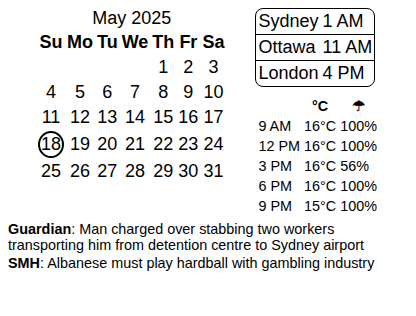 May 2025
Su Mo Tu We Th Fr Sa
1 2 3
4 5 6 7 8 9 10
11 12 13 14 15 16 17
18 19 20 21 22 23 24
25 26 27 28 29 30 31
Sydney 1 AM
Ottawa 11 AM
London 4 PM
°C ☂
9 AM 16°C 100%
12 PM 16°C 100%
3 PM 16°C 56%
6 PM 16°C 100%
9 PM 15°C 100%
Guardian: Man charged over stabbing two workers
transporting him from detention centre to Sydney airport
SMH: Albanese must play hardball with gambling industry